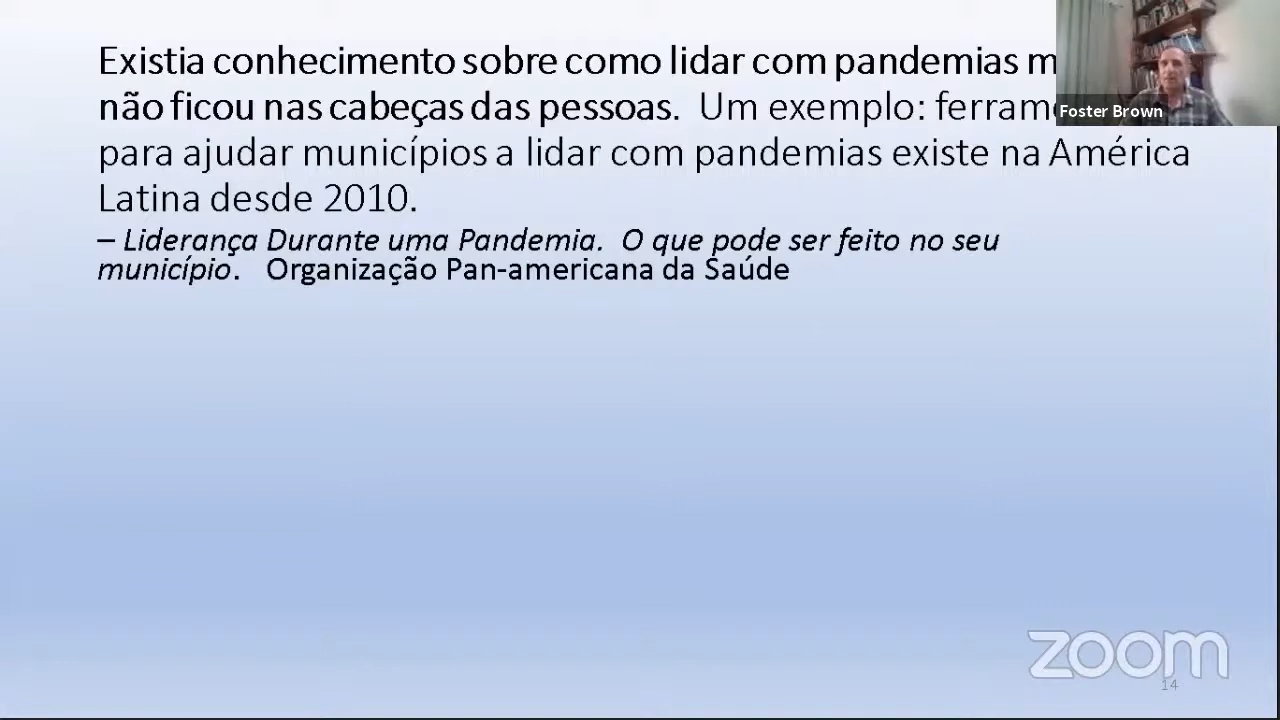 Existia conhecimento sobre como lidar com pandemias
não ficou nas cabeças das pessoas.  Um exemplo:
para ajudar municípios a lidar com pandemias existe na América
Latina desde 2010.
– Liderança Durante uma Pandemia.  O que pode ser feito no seu
município.   Organização Pan-americana da Saúde
Foster Brown
zoom
14